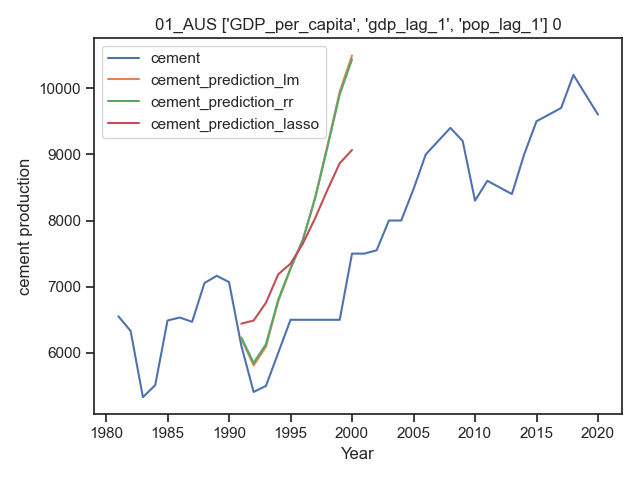 01_AUS ['GDP_per_capita', 'gdp_lag_1', 'pop_lag_1'] 0
cement
cement_prediction_lm
cement_prediction_rr
cement_prediction_lasso
cement production
10000
9000
8000
7000
6000
1980 1985 1990 1995 2000 2005 2010 2015 2020
Year